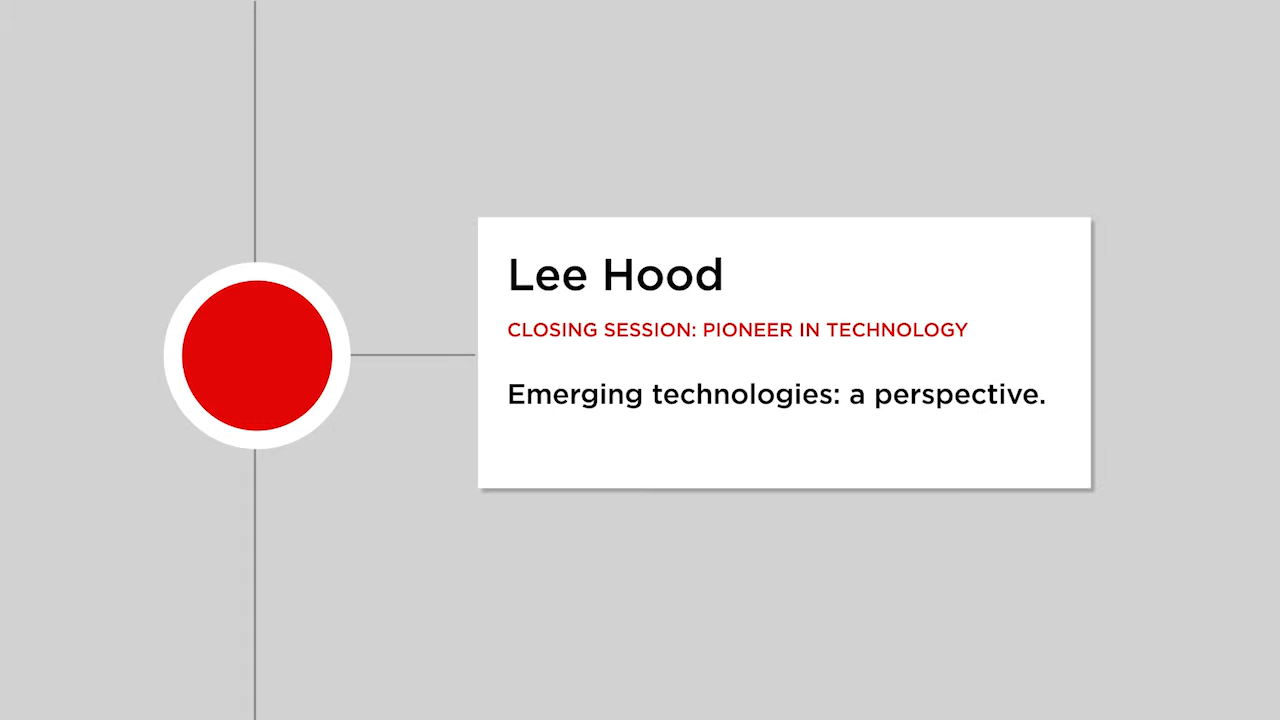 Lee Hood
CLOSING SESSION: PIONEER IN TECHNOLOGY
Emerging technologies: a perspective.